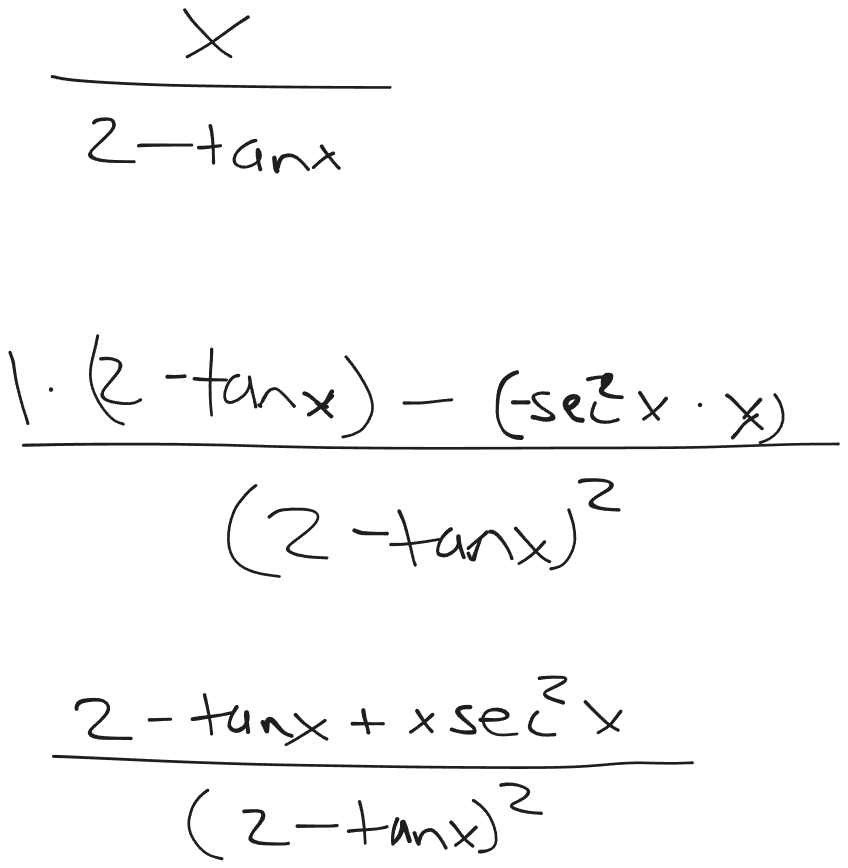 x
2 - tanx
1 · (2 - tanx) - (-sec²x · x)
(2 - tanx)²
2 - tanx + x sec²x
(2 - tanx)²